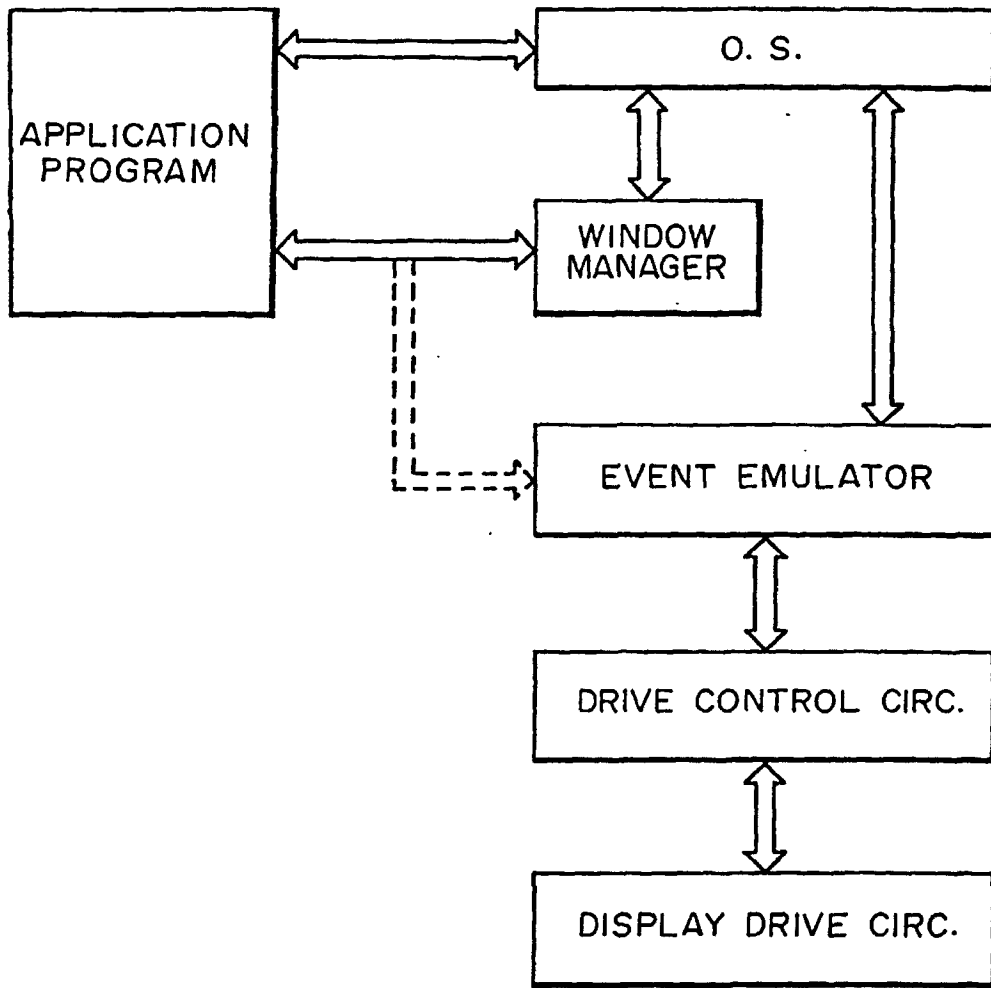 O. S.
APPLICATION
PROGRAM
WINDOW
MANAGER
EVENT EMULATOR
DRIVE CONTROL CIRC.
DISPLAY DRIVE CIRC.